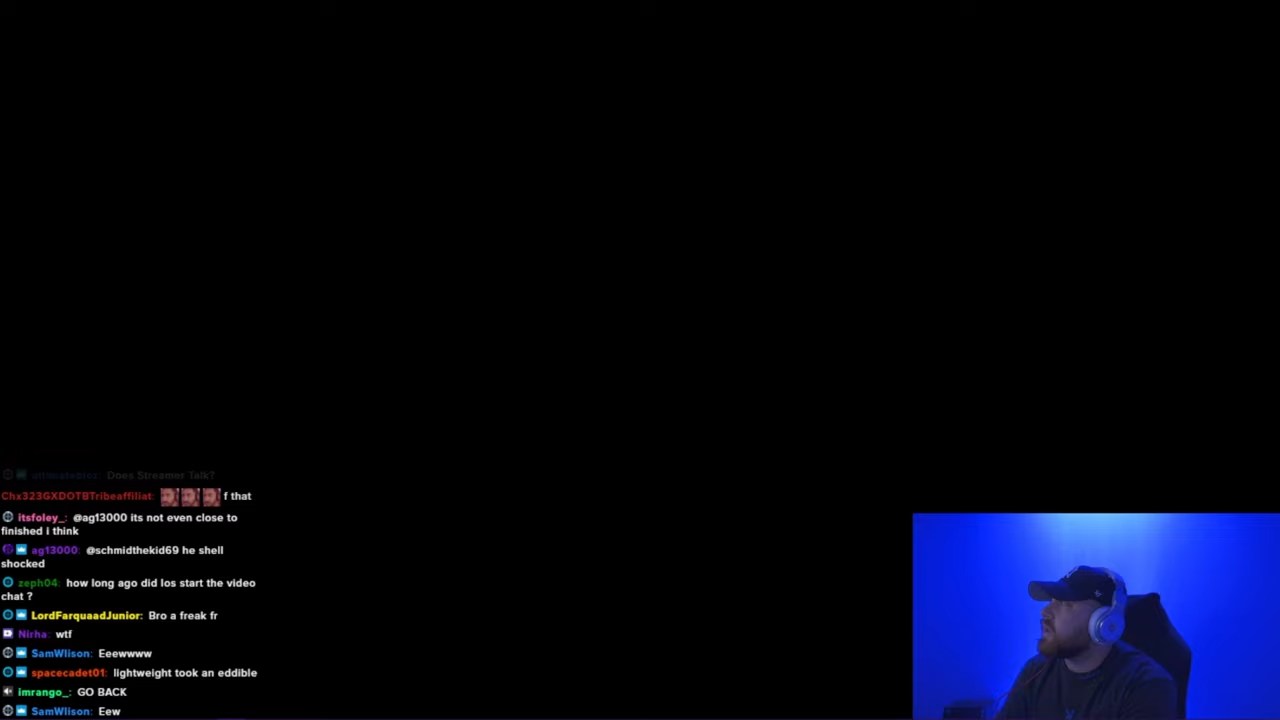 Does Streamer Talk?
Chx323GXDOTBTribeaffiliat: f that
itsfoley_: @ag13000 its not even close to
finished i think
ag13000: @schmidthekid69 he shell
shocked
zeph04: how long ago did los start the video
chat ?
LordFarquaadJunior: Bro a freak fr
Nirha: wtf
SamWlison: Eeewwww
spacecadet01: lightweight took an eddible
imrango_: GO BACK
SamWlison: Eew